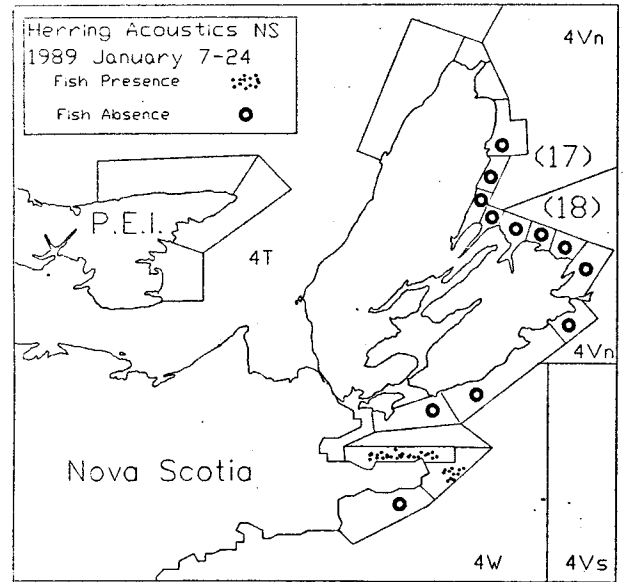 Herring Acoustics NS
1989 January 7-24
Fish Presence
Fish Absence
4Vn
(17)
(18)
P.E.I.
4T
4Vn
Nova Scotia
4W
4Vs